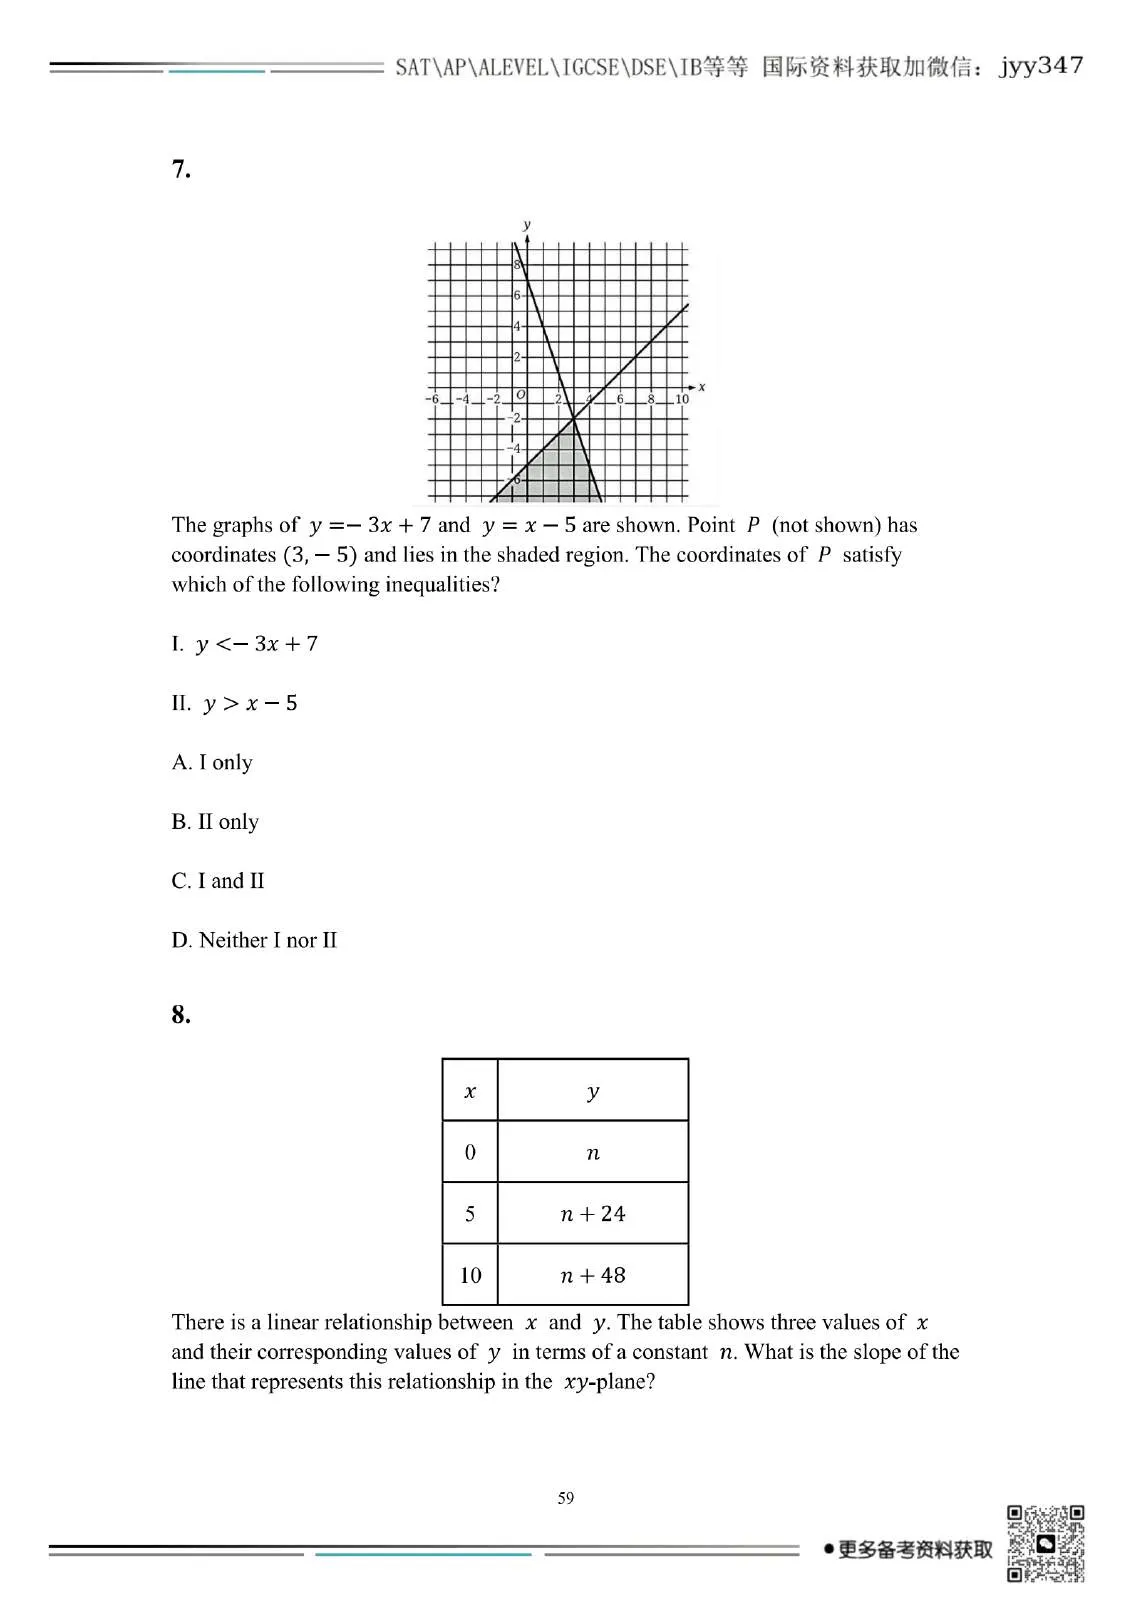 SAT\AP\ALEVEL\IGCSE\DSE\IB等等 国际资料获取加微信：jyy347
7.
y
8
6
4
2
-6 -4 -2 O 2 4 6 8 10 x
-2
-4
-6
The graphs of y =− 3x + 7 and y = x − 5 are shown. Point P (not shown) has
coordinates (3, − 5) and lies in the shaded region. The coordinates of P satisfy
which of the following inequalities?
I. y <− 3x + 7
II. y > x − 5
A. I only
B. II only
C. I and II
D. Neither I nor II
8.
x y
0 n
5 n + 24
10 n + 48
There is a linear relationship between x and y. The table shows three values of x
and their corresponding values of y in terms of a constant n. What is the slope of the
line that represents this relationship in the xy-plane?
59
●更多备考资料获取